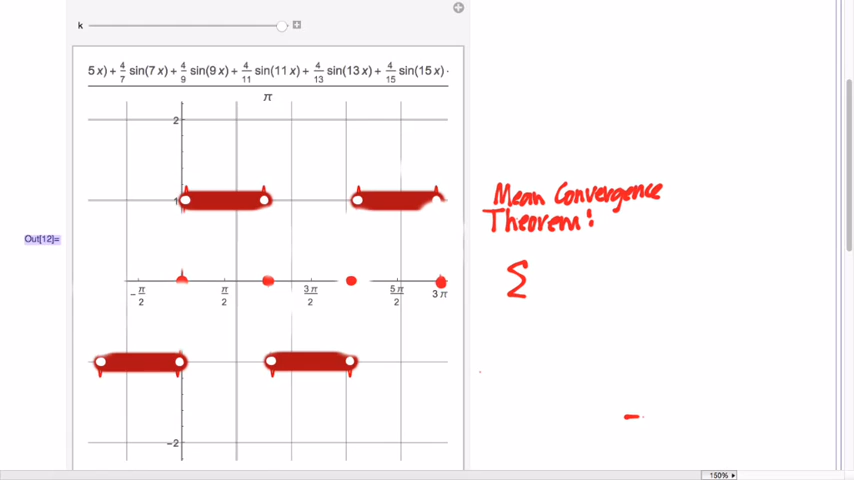 k
5x) + 4/7 sin(7x) + 4/9 sin(9x) + 4/11 sin(11x) + 4/13 sin(13x) + 4/15 sin(15x) ·
π
2
1
Out[12]=
-π/2 π/2 3π/2 5π/2 3π
-2
Mean Convergence
Theorem:
Σ
150%